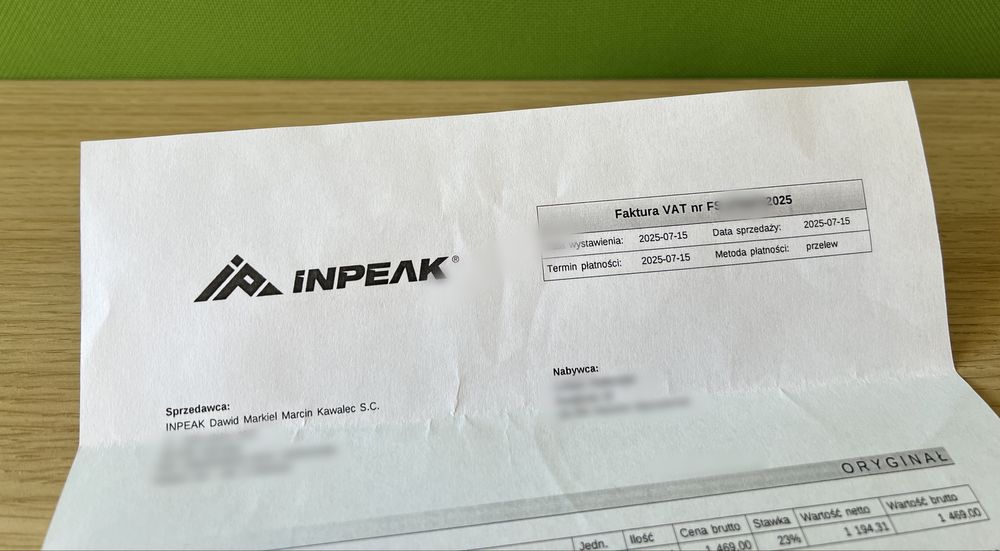 Faktura VAT nr FS 2025
wystawienia: 2025-07-15 Data sprzedaży: 2025-07-15
Termin płatności: 2025-07-15 Metoda płatności: przelew
INPEAK®
Nabywca:
Sprzedawca:
INPEAK Dawid Markiel Marcin Kawalec S.C.
ORYGINAŁ
Jedn. Ilość Cena brutto Stawka Wartość netto Wartość brutto
1 469.00 23% 1 194.31 1 469.00